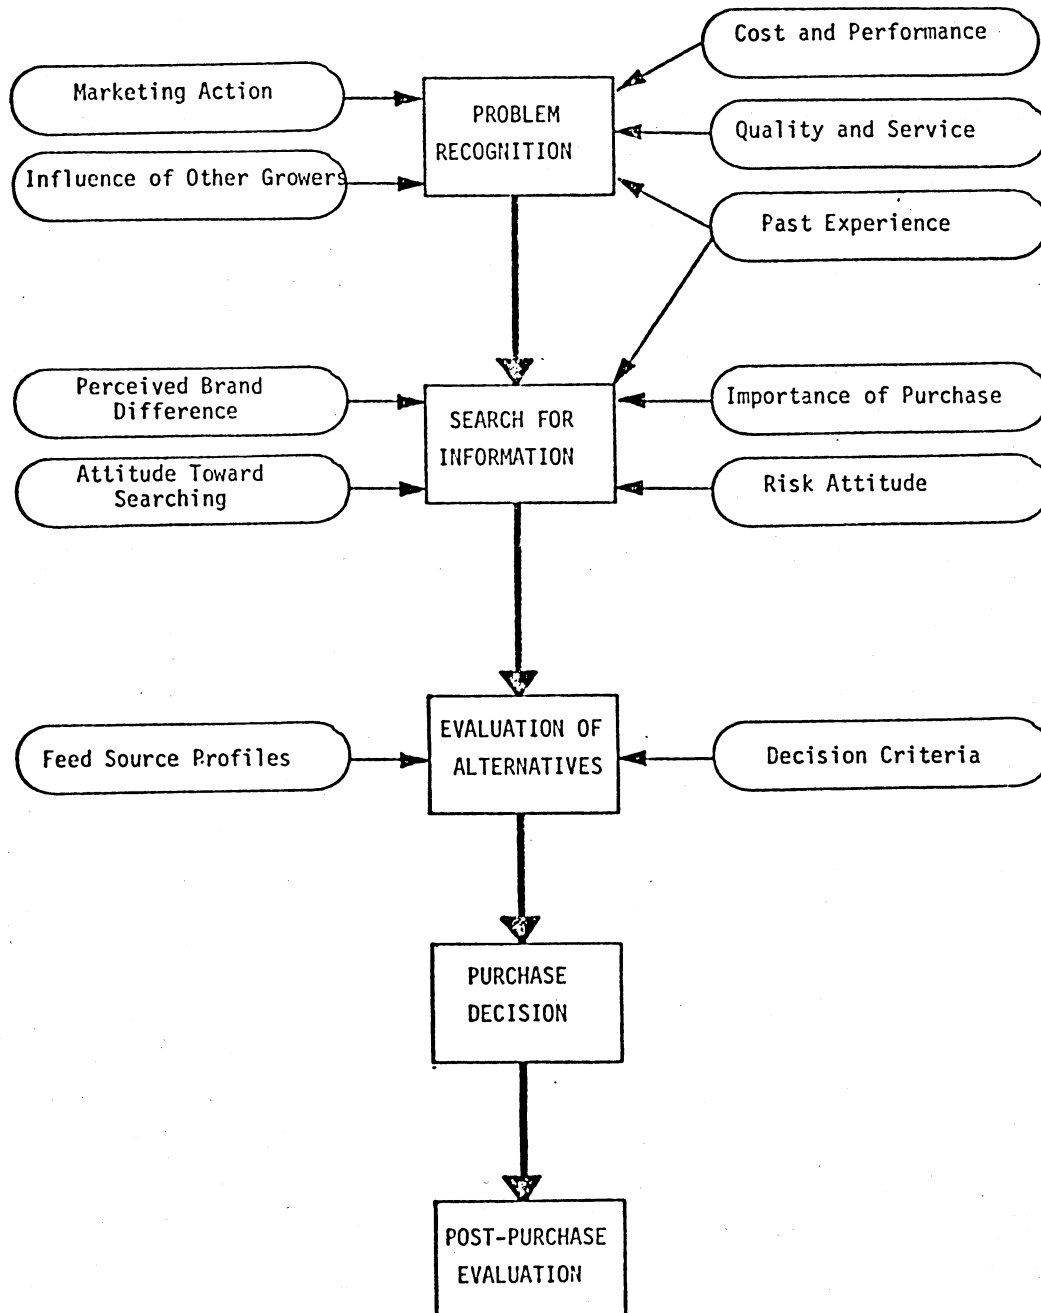 Cost and Performance
Marketing Action
PROBLEM
RECOGNITION
Quality and Service
Influence of Other Growers
Past Experience
Perceived Brand
Difference
SEARCH FOR
INFORMATION
Importance of Purchase
Attitude Toward
Searching
Risk Attitude
EVALUATION OF
ALTERNATIVES
Feed Source Profiles
Decision Criteria
PURCHASE
DECISION
POST-PURCHASE
EVALUATION